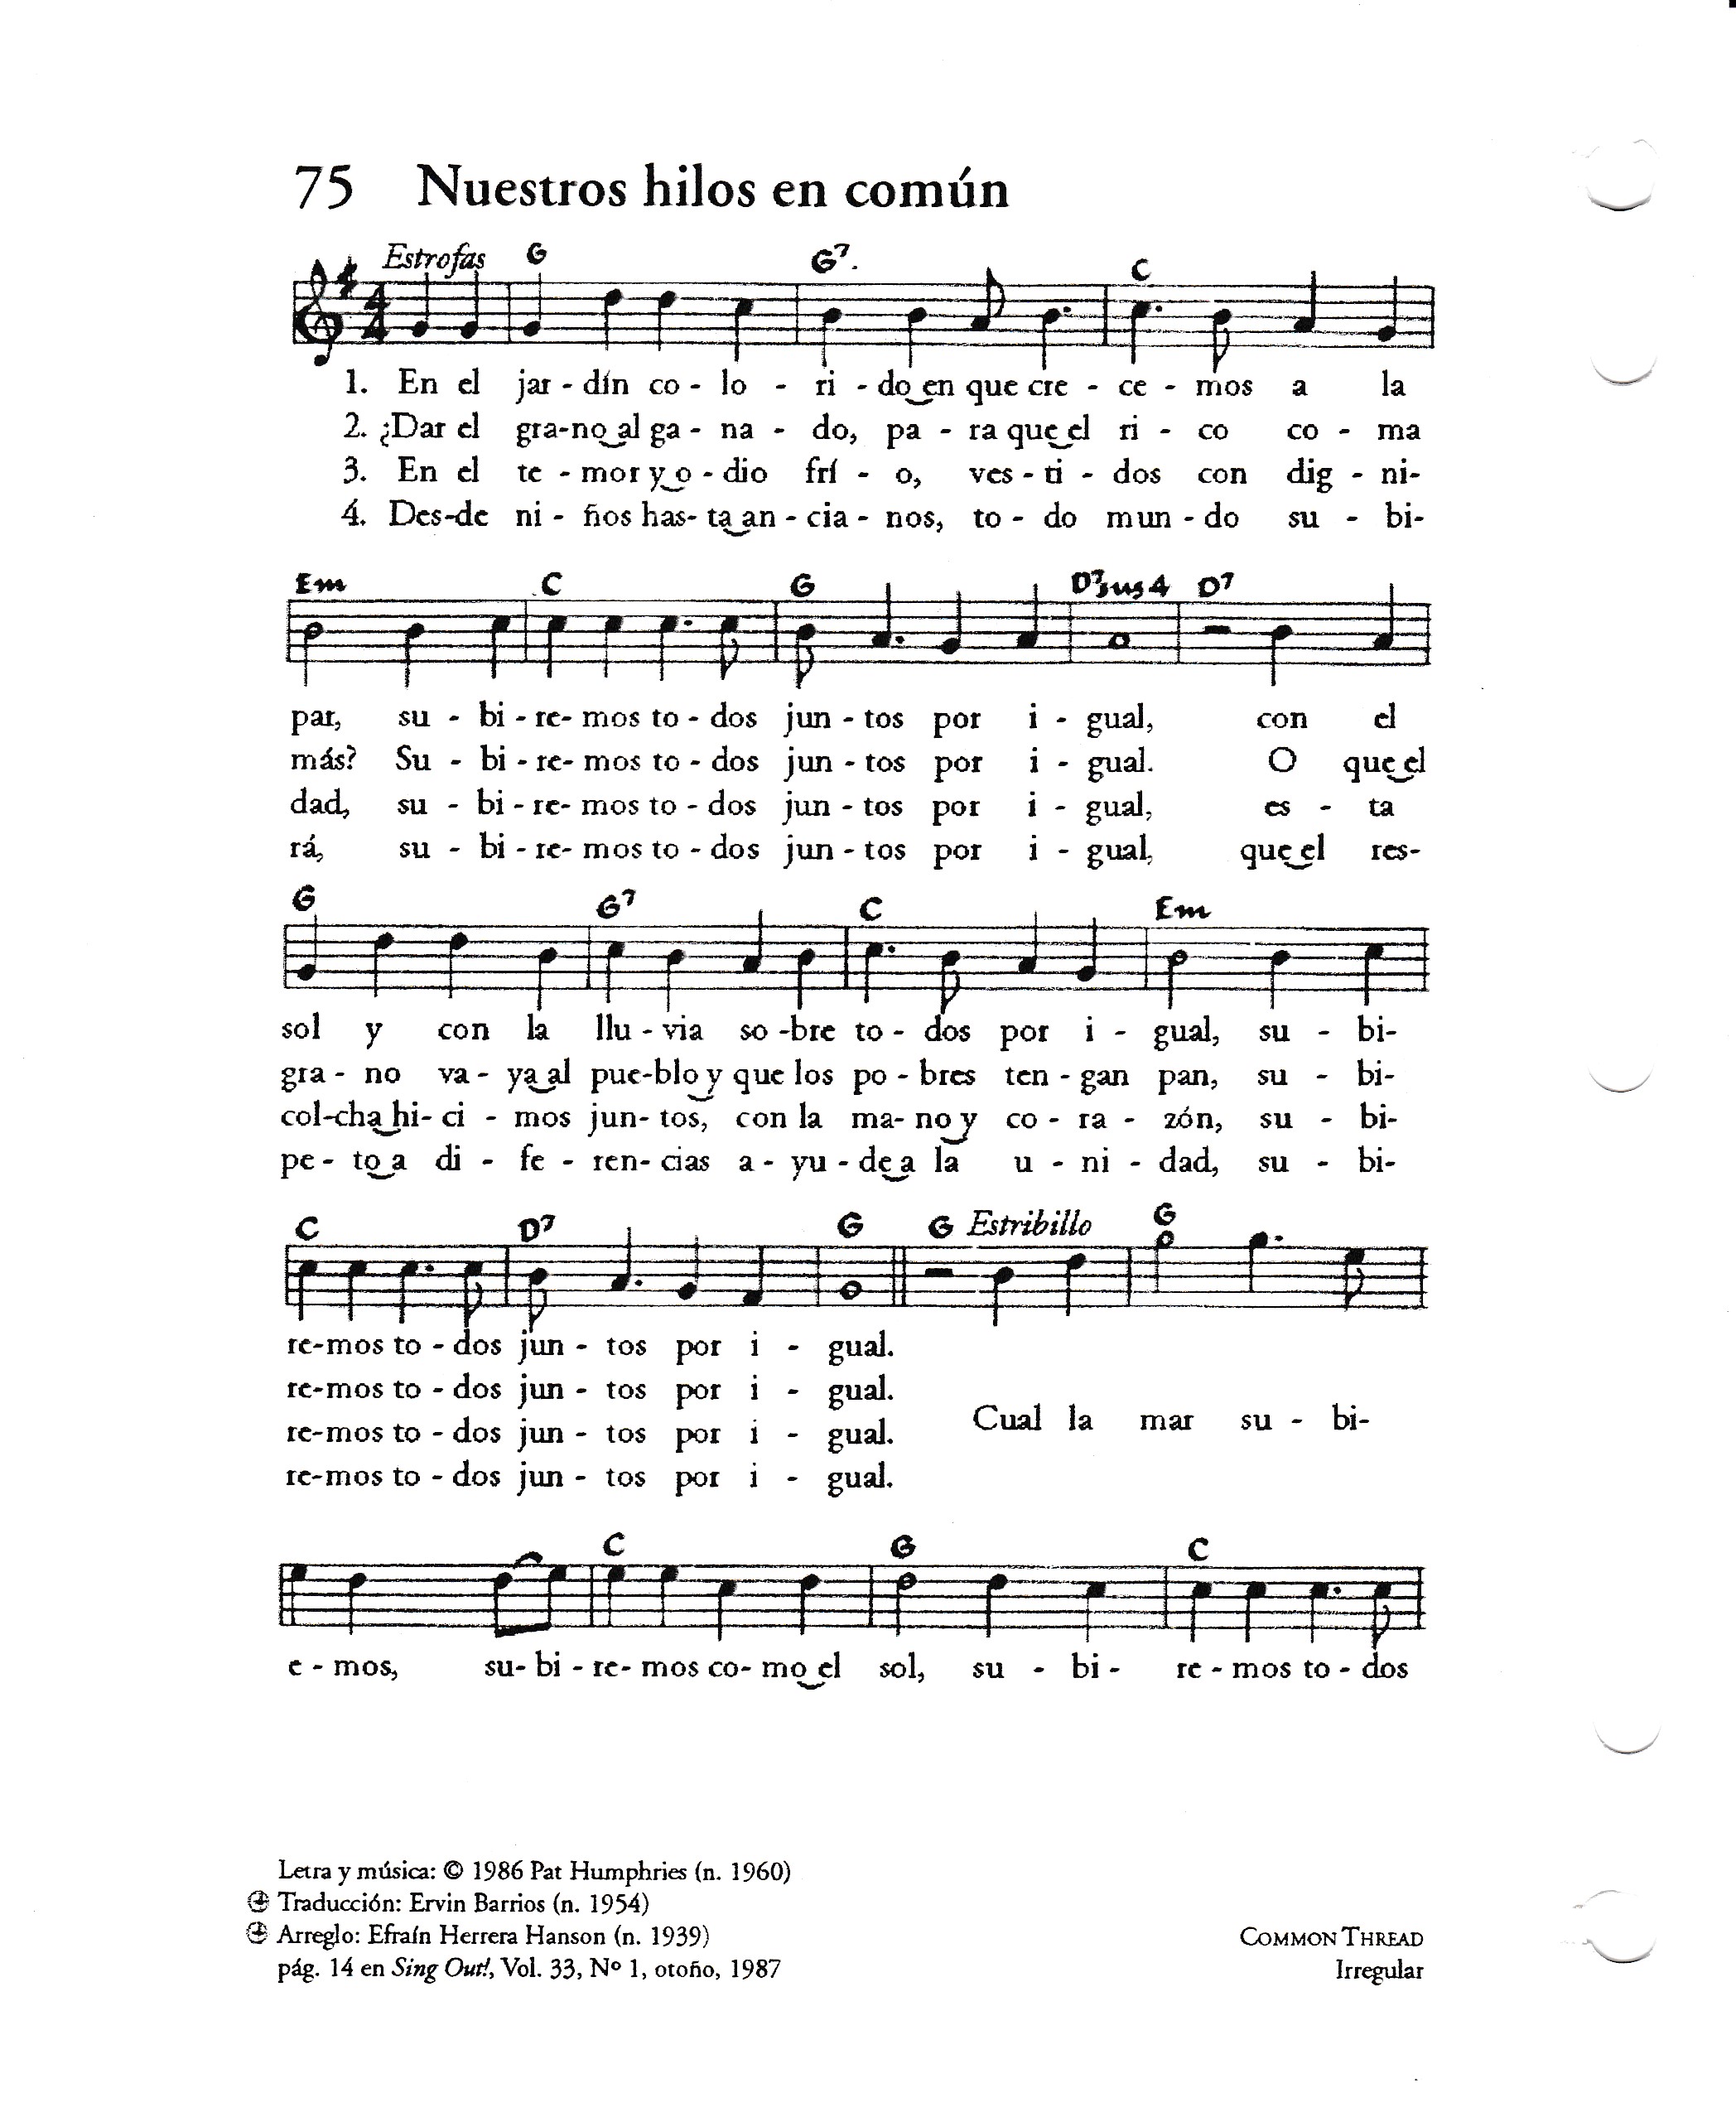 75 Nuestros hilos en común
Estrofas G G7. C
4
4
1. En el jar - dín co - lo - ri - do en que cre - ce - mos a la
2. ¿Dar el gra-no al ga - na - do, pa - ra que el ri - co co - ma
3. En el te - mor y o - dio frí - o, ves - ti - dos con dig - ni-
4. Des-de ni - ños has- ta an - cia - nos, to - do mun - do su - bi-
Em C G D7sus4 D7
par, su - bi - re- mos to - dos jun - tos por i - gual, con el
más? Su - bi - re- mos to - dos jun - tos por i - gual. O que el
dad, su - bi - re- mos to - dos jun - tos por i - gual, es - ta
rá, su - bi - re- mos to - dos jun - tos por i - gual, que el res-
G G7 C Em
sol y con la llu - via so -bre to - dos por i - gual, su - bi-
gra - no va - ya al pue-blo y que los po - bres ten - gan pan, su - bi-
col-cha hi- ci - mos jun- tos, con la ma- no y co - ra - zón, su - bi-
pe - to a di - fe - ren- cias a - yu - de a la u - ni - dad, su - bi-
C D7 G G Estribillo G
re-mos to - dos jun - tos por i - gual.
re-mos to - dos jun - tos por i - gual.
Cual la mar su - bi-
re-mos to - dos jun - tos por i - gual.
re-mos to - dos jun - tos por i - gual.
C G C
e - mos, su- bi - re- mos co- mo el sol, su - bi - re - mos to - dos
Letra y música: © 1986 Pat Humphries (n. 1960)
Traducción: Ervin Barrios (n. 1954)
Arreglo: Efraín Herrera Hanson (n. 1939)
COMMON THREAD
pág. 14 en Sing Out!, Vol. 33, Nº 1, otoño, 1987
Irregular